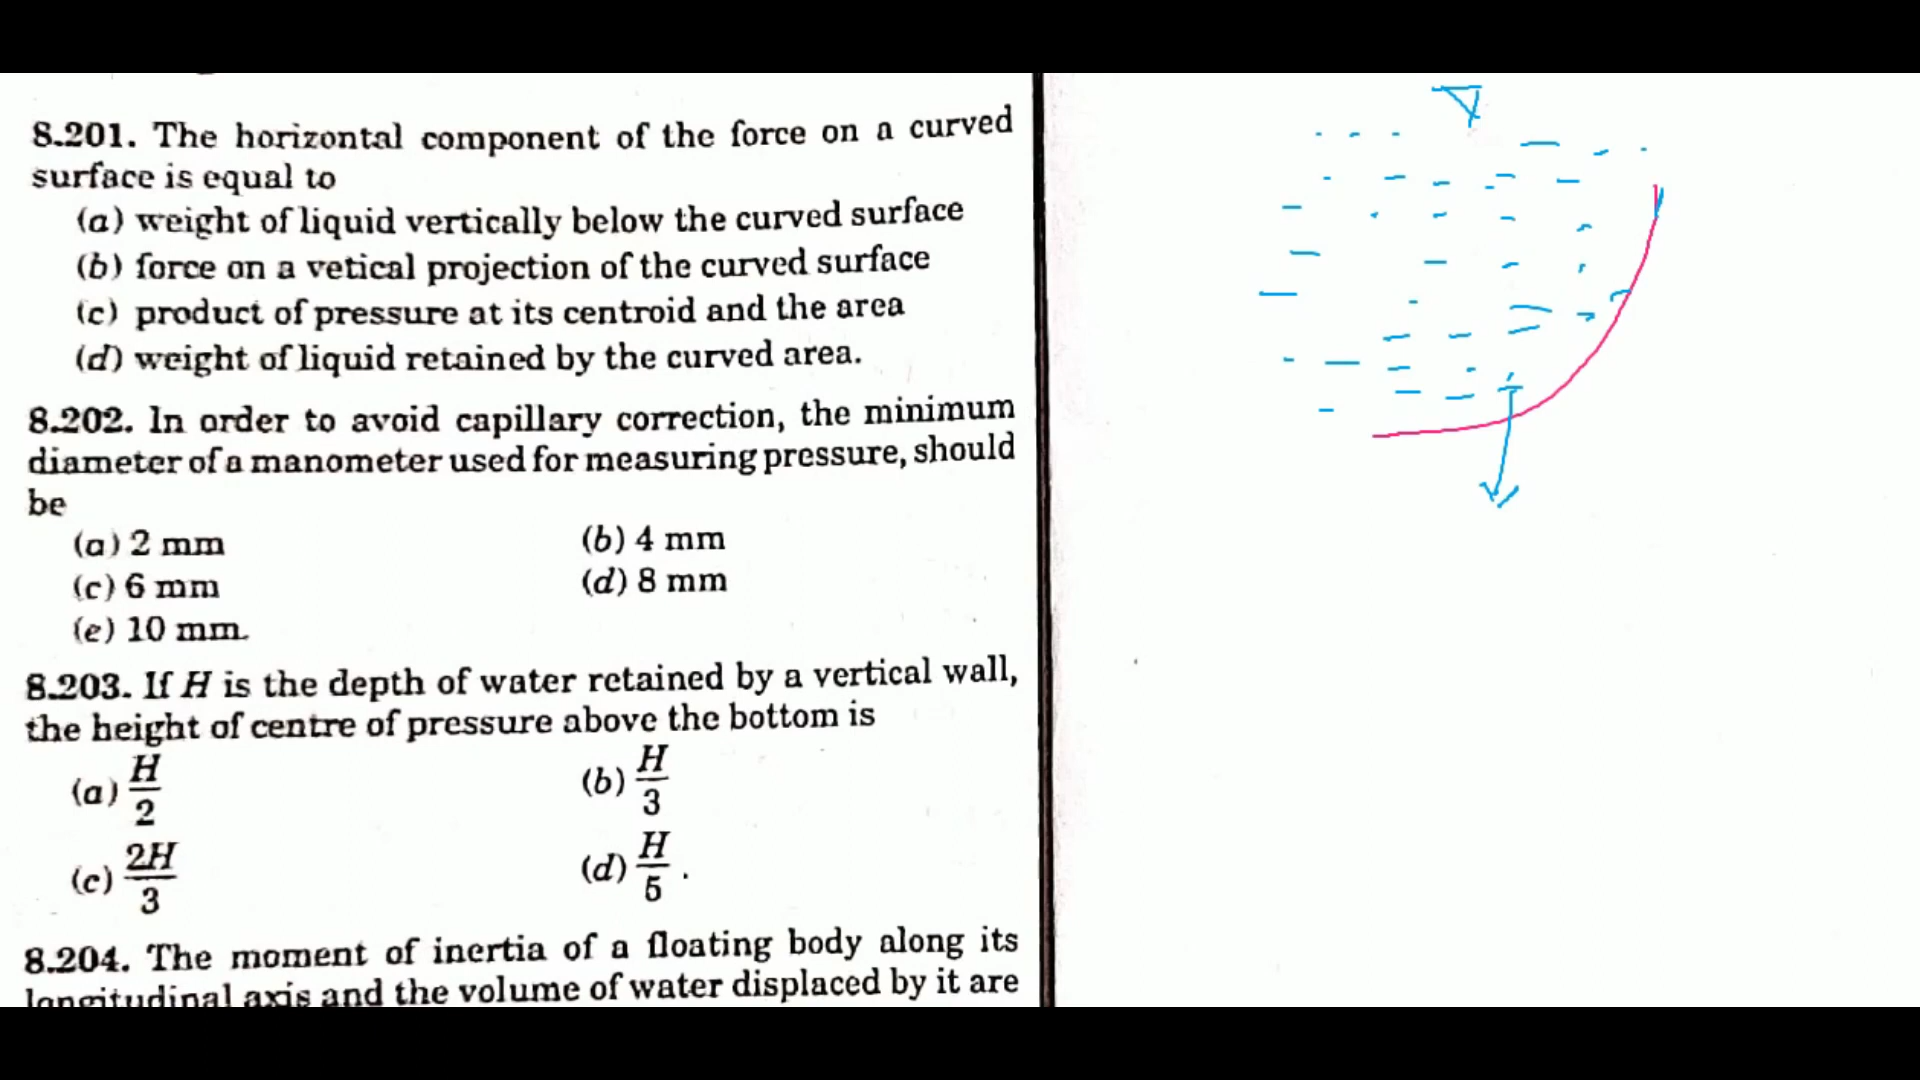 8.201. The horizontal component of the force on a curved
surface is equal to
(a) weight of liquid vertically below the curved surface
(b) force on a vetical projection of the curved surface
(c) product of pressure at its centroid and the area
(d) weight of liquid retained by the curved area.
8.202. In order to avoid capillary correction, the minimum
diameter of a manometer used for measuring pressure, should
be
(a) 2 mm (b) 4 mm
(c) 6 mm (d) 8 mm
(e) 10 mm.
8.203. If H is the depth of water retained by a vertical wall,
the height of centre of pressure above the bottom is
(a) H/2 (b) H/3
(c) 2H/3 (d) H/5 .
8.204. The moment of inertia of a floating body along its
longitudinal axis and the volume of water displaced by it are